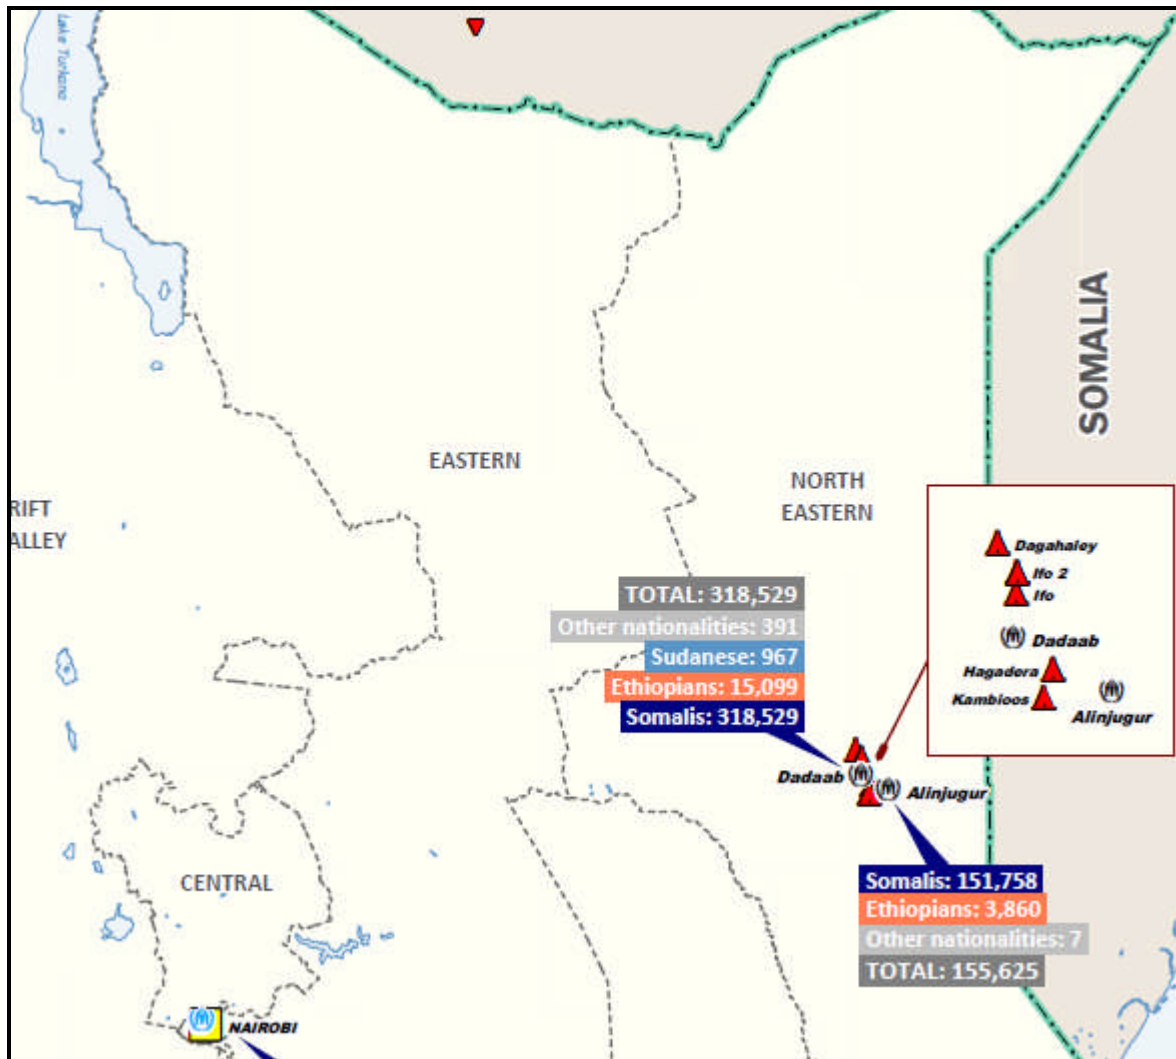 Lake Turkana
SOMALIA
EASTERN
NORTH
EASTERN
RIFT
ALLEY
Dagahaley
Ifo 2
Ifo
Dadaab
Hagadera
Kambioos
Alinjugur
TOTAL: 318,529
Other nationalities: 391
Sudanese: 967
Ethiopians: 15,099
Somalis: 318,529
Dadaab
Alinjugur
CENTRAL
Somalis: 151,758
Ethiopians: 3,860
Other nationalities: 7
TOTAL: 155,625
NAIROBI